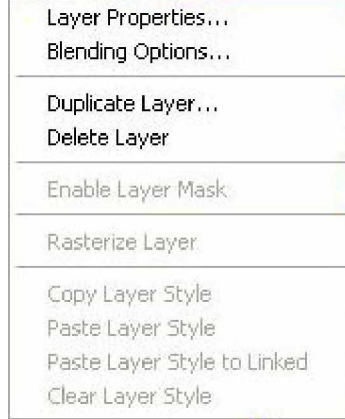 Layer Properties...
Blending Options...
Duplicate Layer...
Delete Layer
Enable Layer Mask
Rasterize Layer
Copy Layer Style
Paste Layer Style
Paste Layer Style to Linked
Clear Layer Style